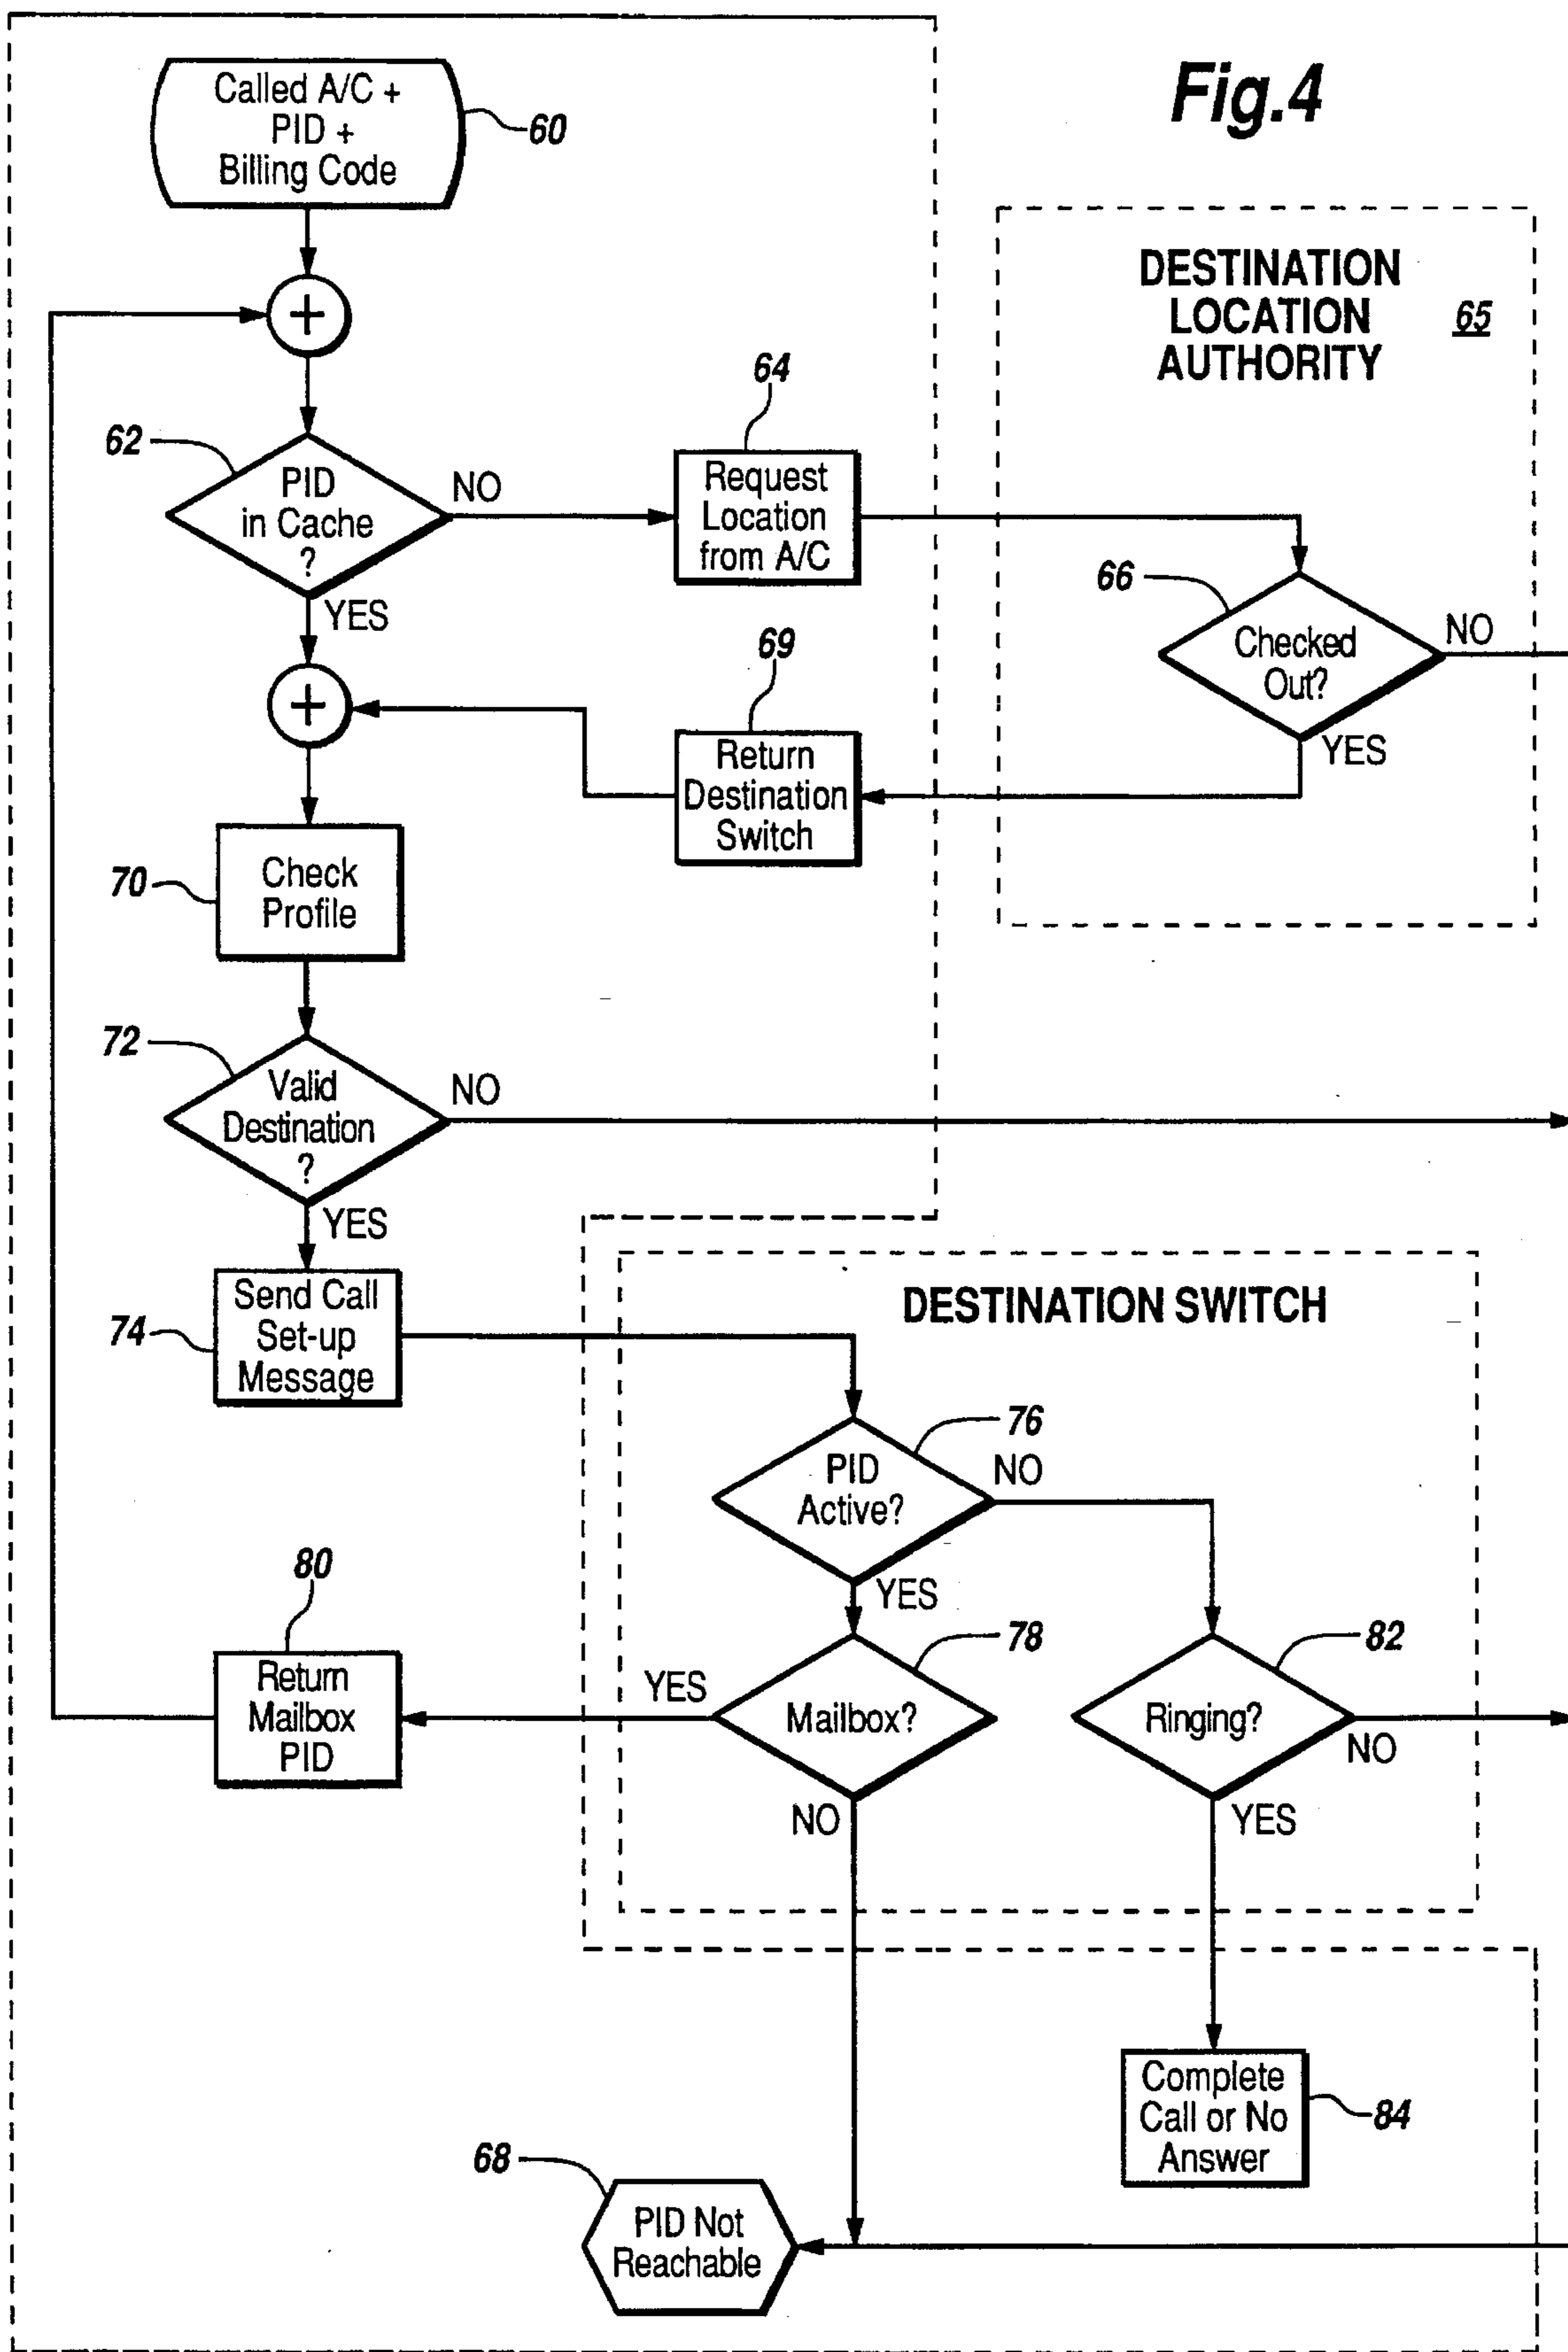 Fig.4
Called A/C +
PID +
Billing Code
60
+
DESTINATION
LOCATION
AUTHORITY
65
62
PID
in Cache
?
NO
YES
64
Request
Location
from A/C
66
Checked
Out?
NO
YES
69
Return
Destination
Switch
+
70
Check
Profile
72
Valid
Destination
?
NO
YES
74
Send Call
Set-up
Message
DESTINATION SWITCH
76
PID
Active?
NO
YES
80
Return
Mailbox
PID
78
YES
Mailbox?
NO
82
Ringing?
NO
YES
Complete
Call or No
Answer
84
68
PID Not
Reachable